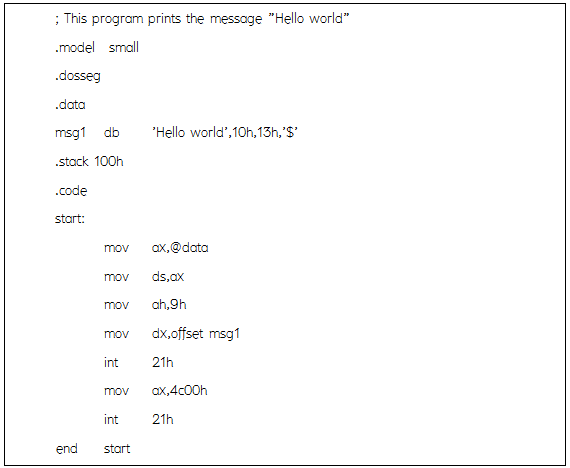 ; This program prints the message ”Hello world”
.model small
.dosseg
.data
msg1 db ’Hello world’,10h,13h,’$’
.stack 100h
.code
start:
mov ax,@data
mov ds,ax
mov ah,9h
mov dx,offset msg1
int 21h
mov ax,4c00h
int 21h
end start